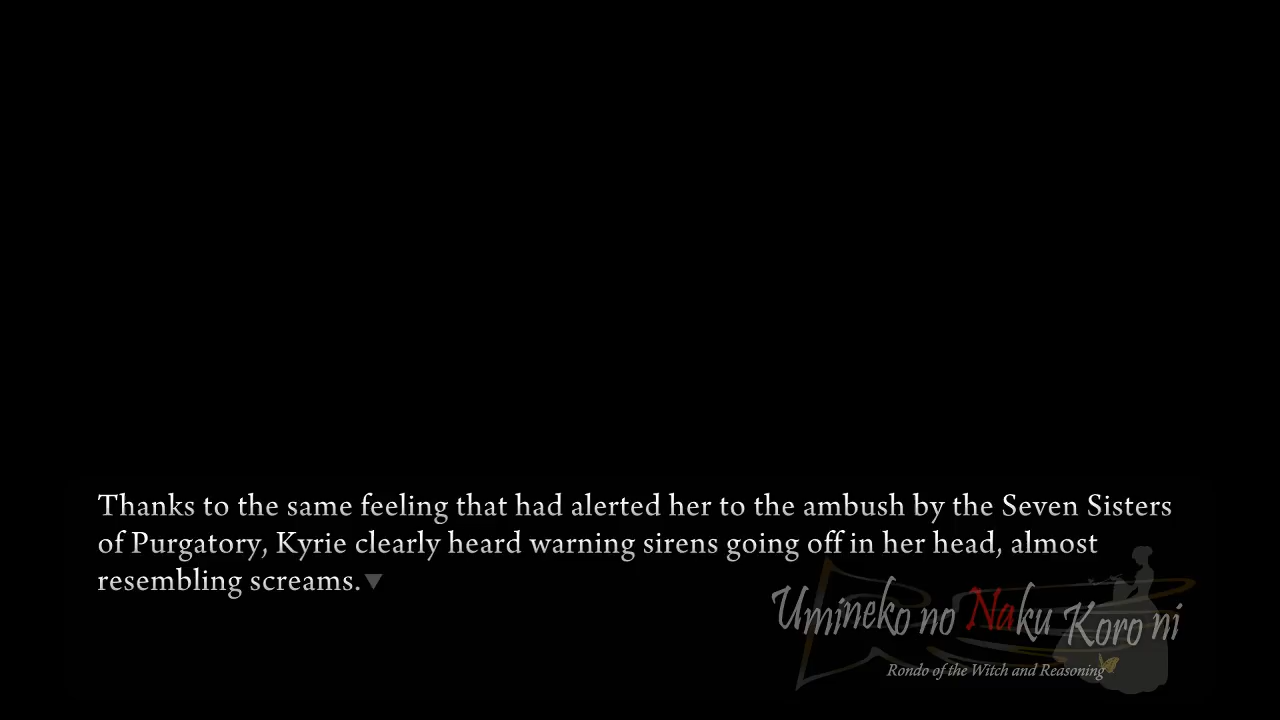 Thanks to the same feeling that had alerted her to the ambush by the Seven Sisters
of Purgatory, Kyrie clearly heard warning sirens going off in her head, almost
resembling screams.
Umineko no Naku Koro ni
Rondo of the Witch and Reasoning